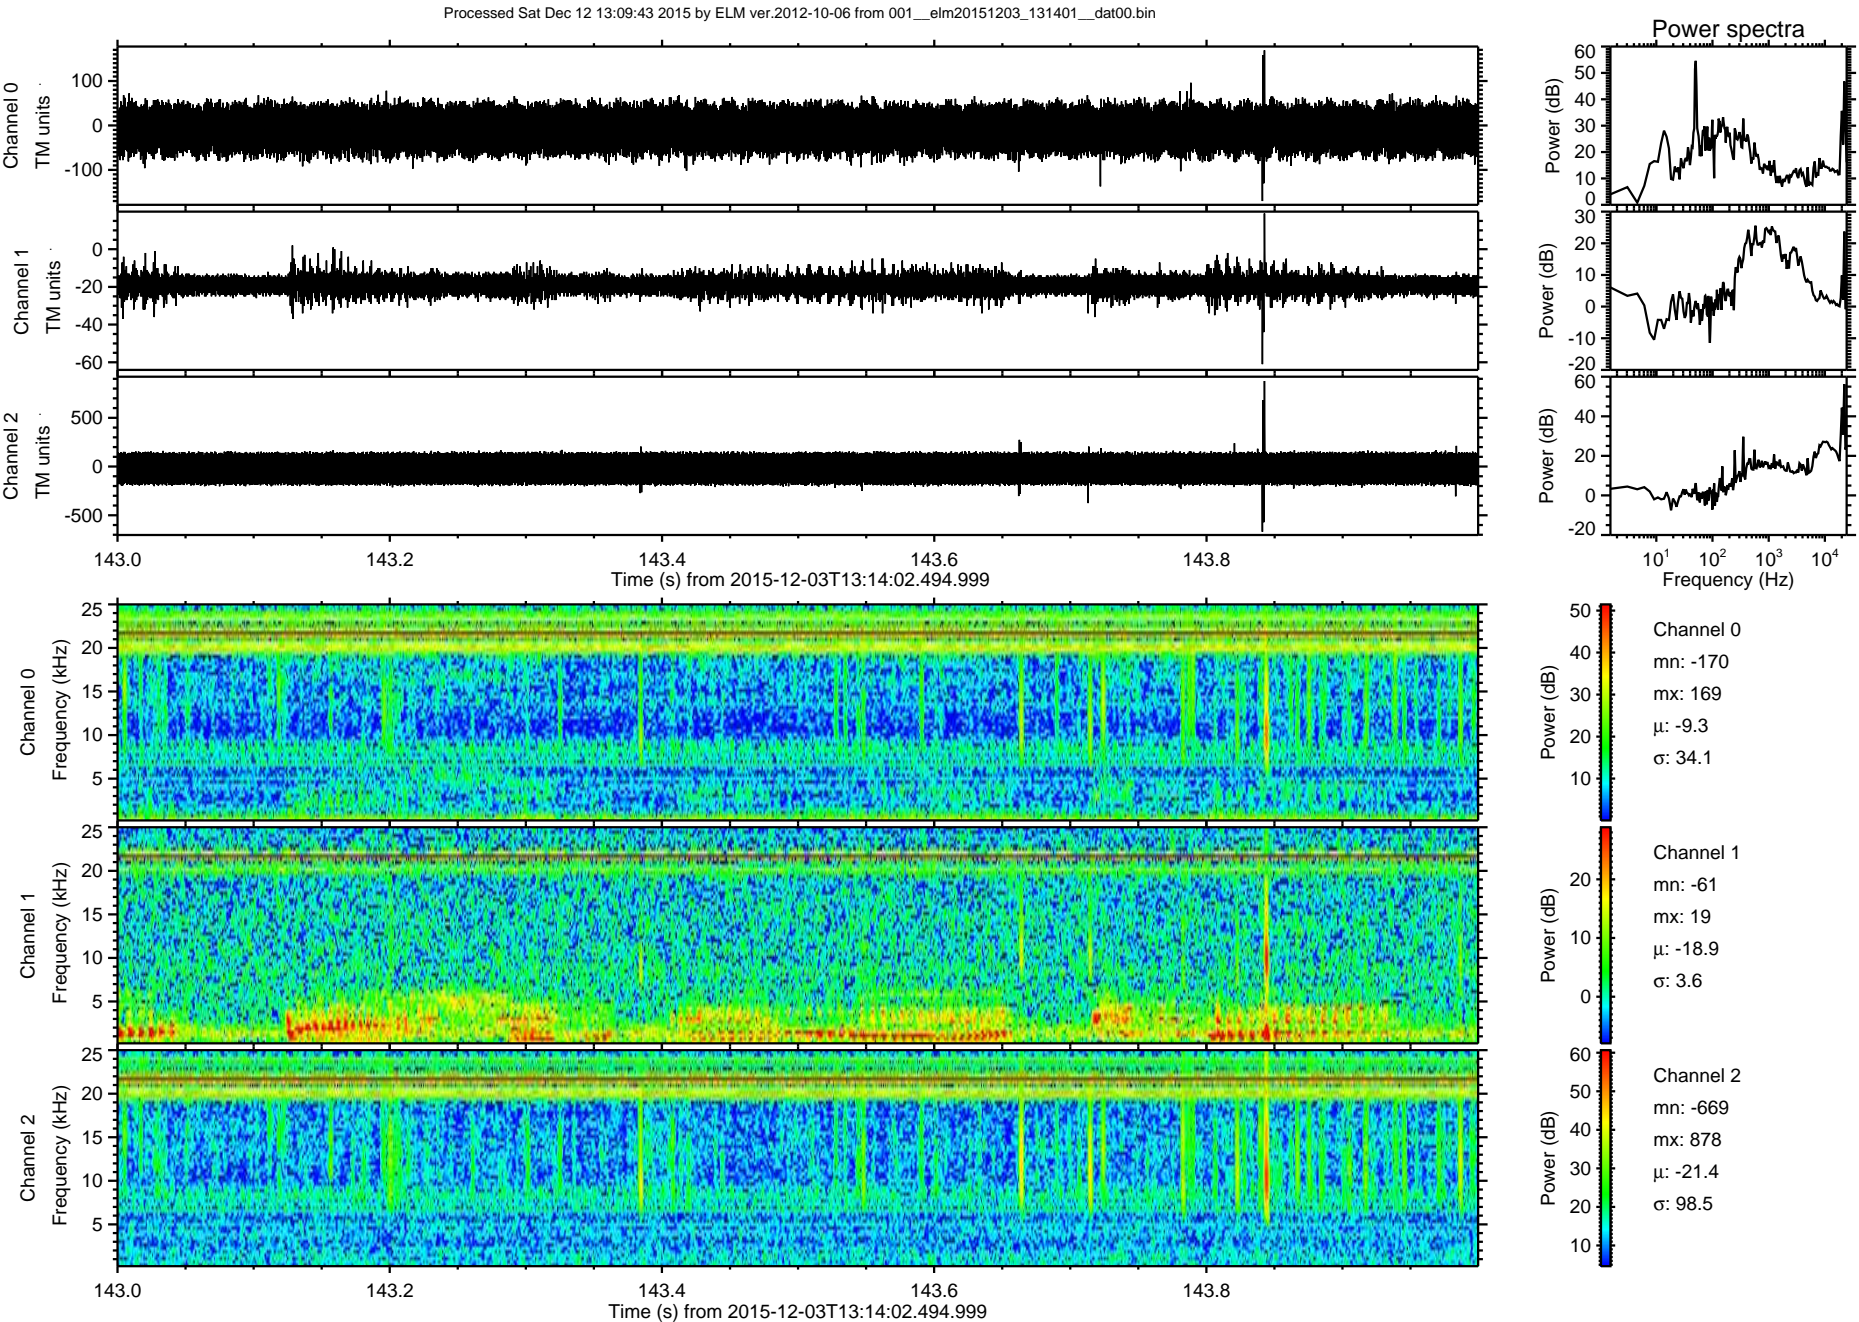 Processed Sat Dec 12 13:09:43 2015 by ELM ver.2012-10-06 from 001__elm20151203_131401__dat00.bin
Power spectra
Channel 0
TM units
100
0
-100
Power (dB)
60
50
40
30
20
10
0
Channel 1
TM units
0
-20
-40
-60
Power (dB)
30
20
10
0
-10
-20
Channel 2
TM units
500
0
-500
Power (dB)
60
40
20
0
-20
143.0 143.2 143.4 143.6 143.8
Time (s) from 2015-12-03T13:14:02.494.999
10^1 10^2 10^3 10^4
Frequency (Hz)
Channel 0
Frequency (kHz)
25
20
15
10
5
Power (dB)
50
40
30
20
10
Channel 0
mn: -170
mx: 169
μ: -9.3
σ: 34.1
Channel 1
Frequency (kHz)
25
20
15
10
5
Power (dB)
20
10
0
Channel 1
mn: -61
mx: 19
μ: -18.9
σ: 3.6
Channel 2
Frequency (kHz)
25
20
15
10
5
Power (dB)
60
50
40
30
20
10
Channel 2
mn: -669
mx: 878
μ: -21.4
σ: 98.5
143.0 143.2 143.4 143.6 143.8
Time (s) from 2015-12-03T13:14:02.494.999